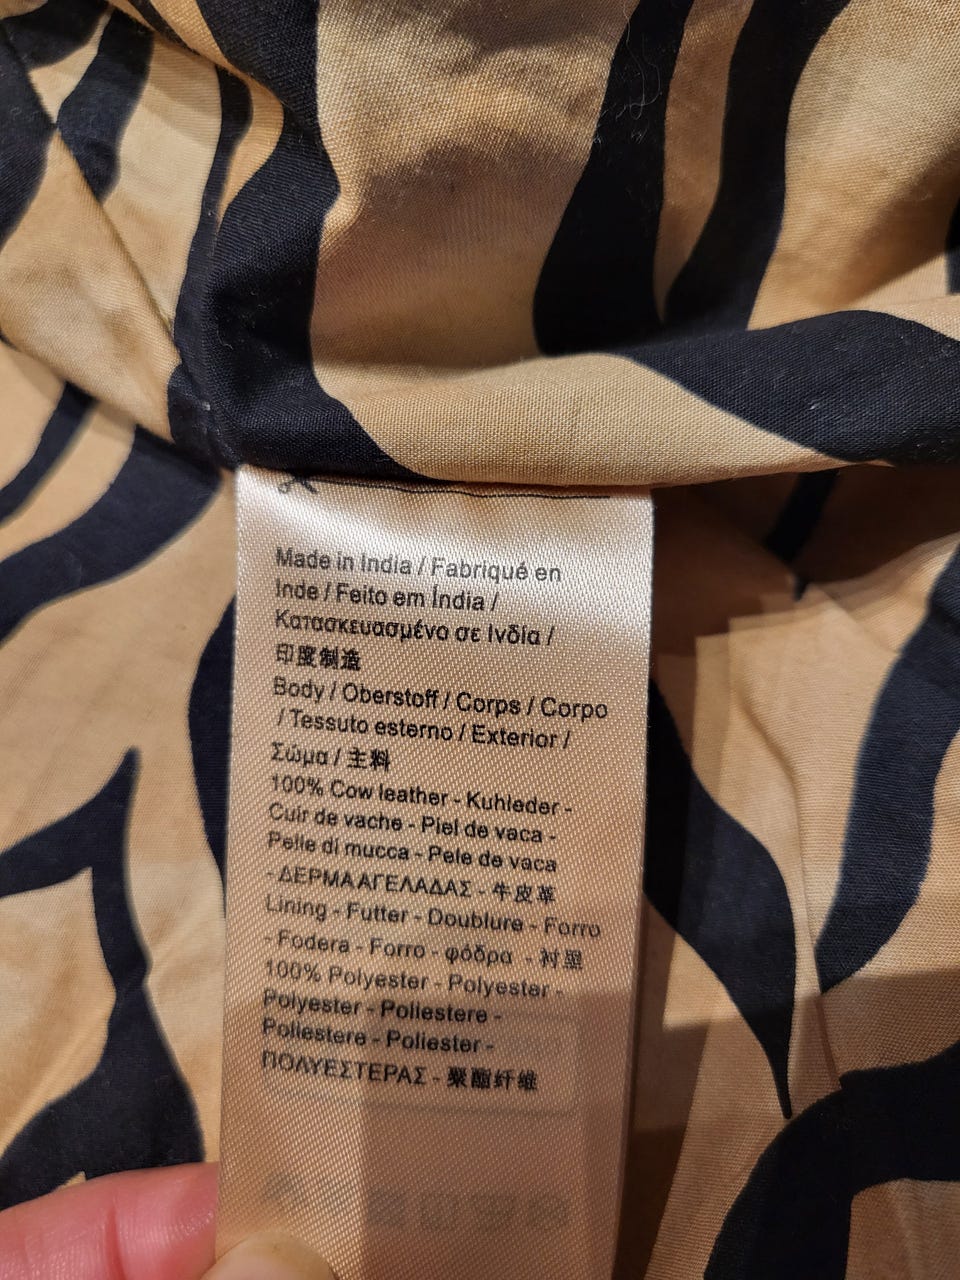 Made in India / Fabriqué en
Inde / Feito em Índia /
Κατασκευασμένο σε Ινδία /
印度制造
Body / Oberstoff / Corps / Corpo
/ Tessuto esterno / Exterior /
Σώμα / 主料
100% Cow leather - Kuhleder -
Cuir de vache - Piel de vaca -
Pelle di mucca - Pele de vaca
- ΔΕΡΜΑ ΑΓΕΛΑΔΑΣ - 牛皮革
Lining - Futter - Doublure - Forro
- Fodera - Forro - φόδρα - 衬里
100% Polyester - Polyester -
Polyester - Poliestere -
Poliestere - Poliester -
ΠΟΛΥΕΣΤΕΡΑΣ - 聚酯纤维